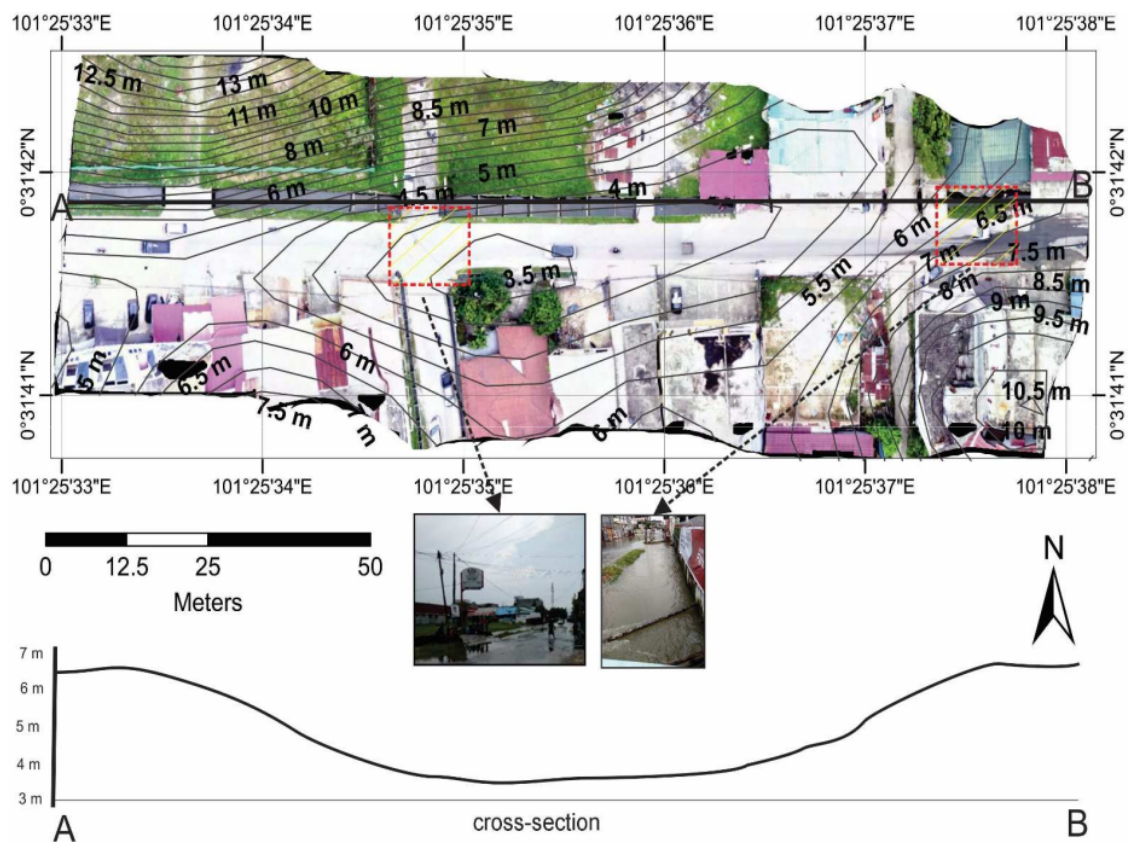 101°25'33"E 101°25'34"E 101°25'35"E 101°25'36"E 101°25'37"E 101°25'38"E
12.5 m 13 m
11 m 10 m 8.5 m
7 m
8 m
5 m
0°31'42"N 0°31'42"N
6 m 4.5 m 4 m
A B
6.5 m
6 m
7 m 7.5 m
3.5 m 5.5 m 8 m 8.5 m
9 m
9.5 m
5 m 6.5 m 6 m
0°31'41"N 0°31'41"N
7.5 m m 6 m 10.5 m
10 m
101°25'33"E 101°25'34"E 101°25'35"E 101°25'36"E 101°25'37"E 101°25'38"E
0 12.5 25 50
Meters
N
7 m
6 m
5 m
4 m
3 m
A cross-section B